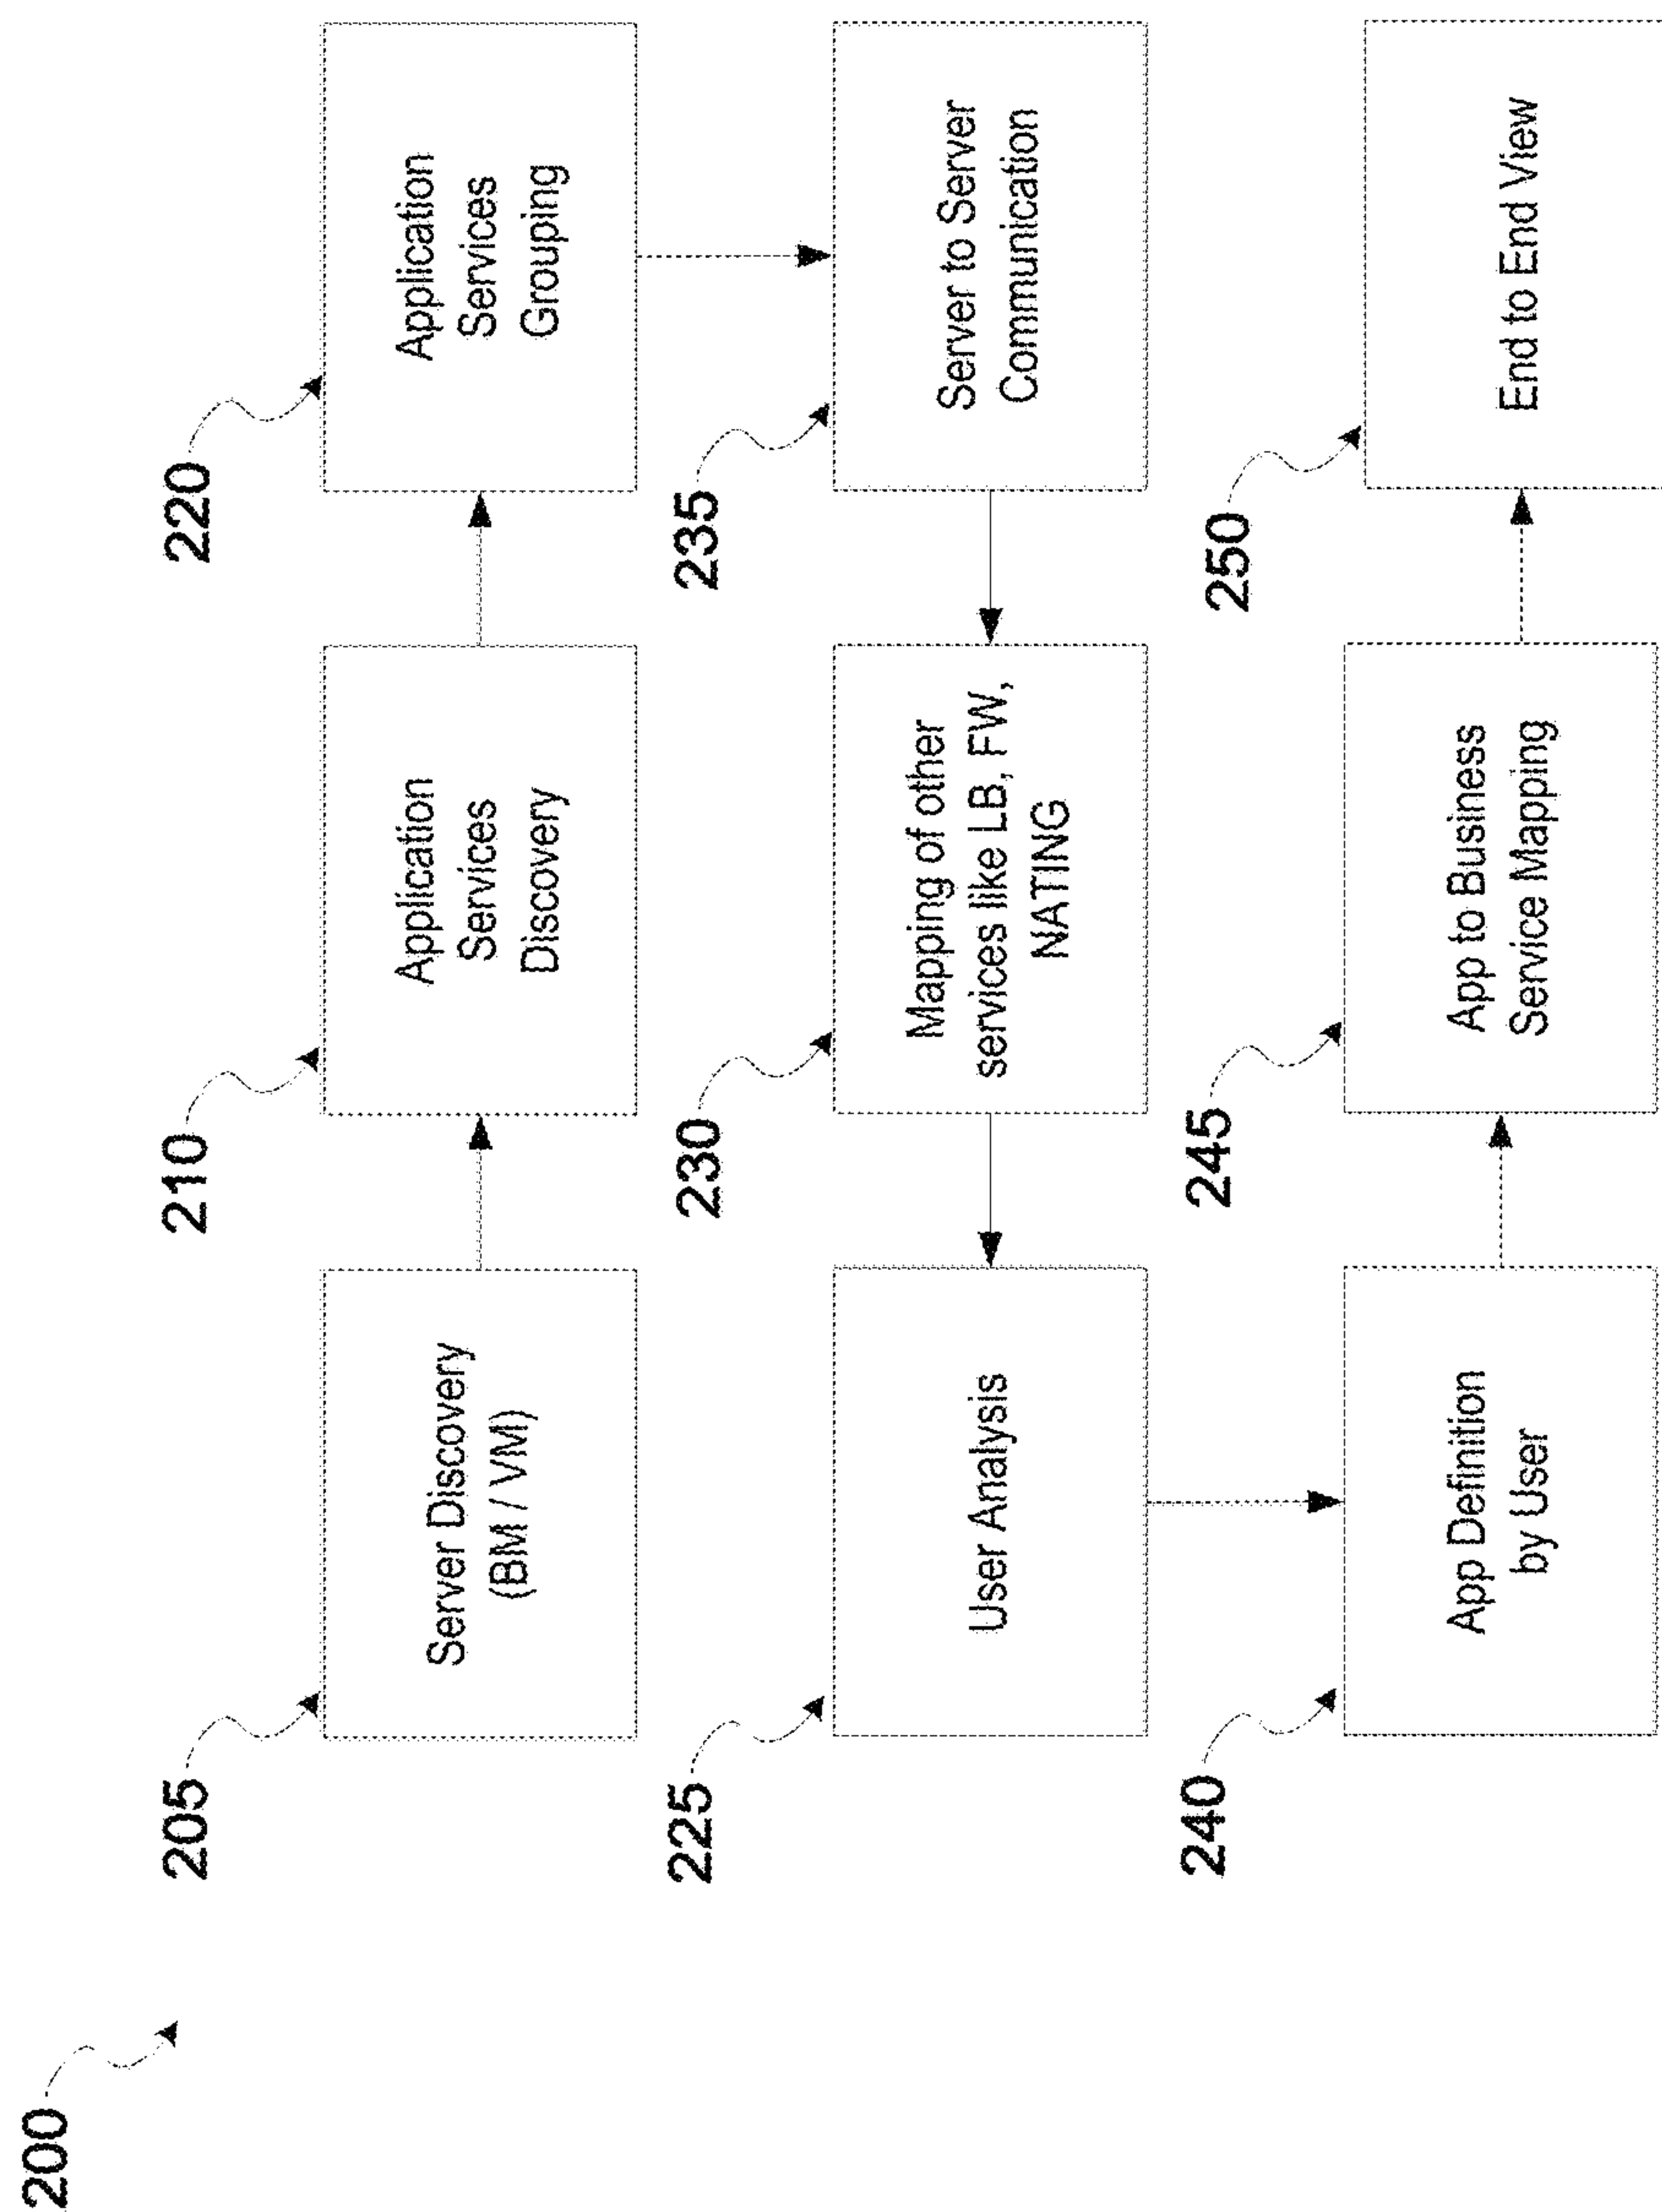 200
205
Server Discovery
(BM / VM)
210
Application
Services
Discovery
220
Application
Services
Grouping
225
User Analysis
230
Mapping of other
services like LB, FW,
NATING
235
Server to Server
Communication
240
App Definition
by User
245
App to Business
Service Mapping
250
End to End View